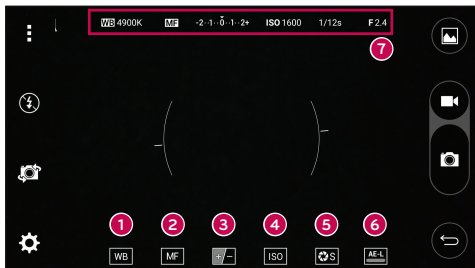 WB 4900K MF -2··1··0··1··2+ ISO 1600 1/12s F 2.4
7
1 2 3 4 5 6
WB MF +/- ISO S AE-L